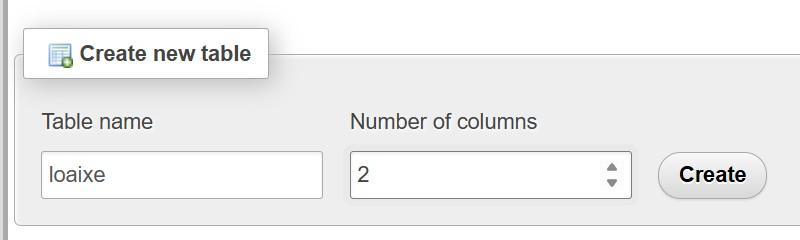 Create new table
Table name
Number of columns
loaixe
2
Create